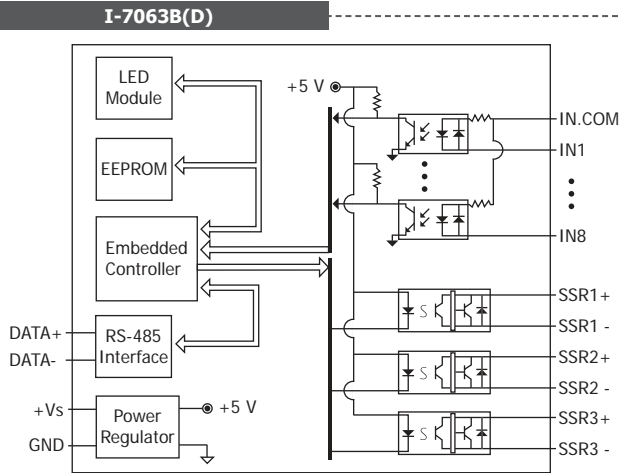 I-7063B(D)
LED
Module
+5 V
IN.COM
IN1
EEPROM
IN8
Embedded
Controller
SSR1+
SSR1 -
DATA+
DATA-
RS-485
Interface
SSR2+
SSR2 -
+Vs
GND
Power
Regulator
+5 V
SSR3+
SSR3 -